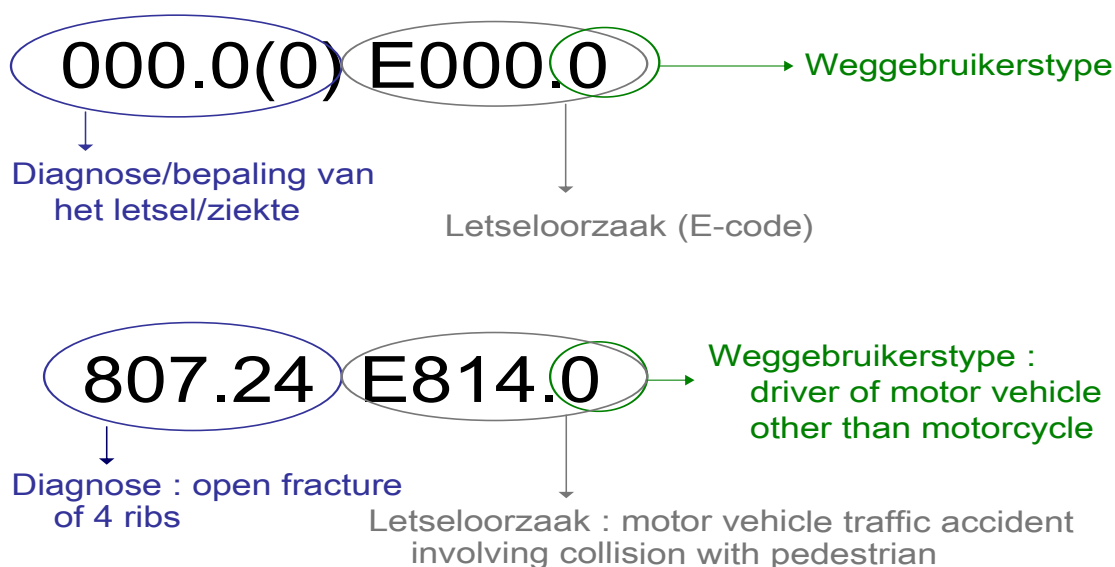 000.0(0) E000.0
Weggebruikerstype
Diagnose/bepaling van
het letsel/ziekte
Letseloorzaak (E-code)
807.24 E814.0
Weggebruikerstype :
driver of motor vehicle
other than motorcycle
Diagnose : open fracture
of 4 ribs
Letseloorzaak : motor vehicle traffic accident
involving collision with pedestrian